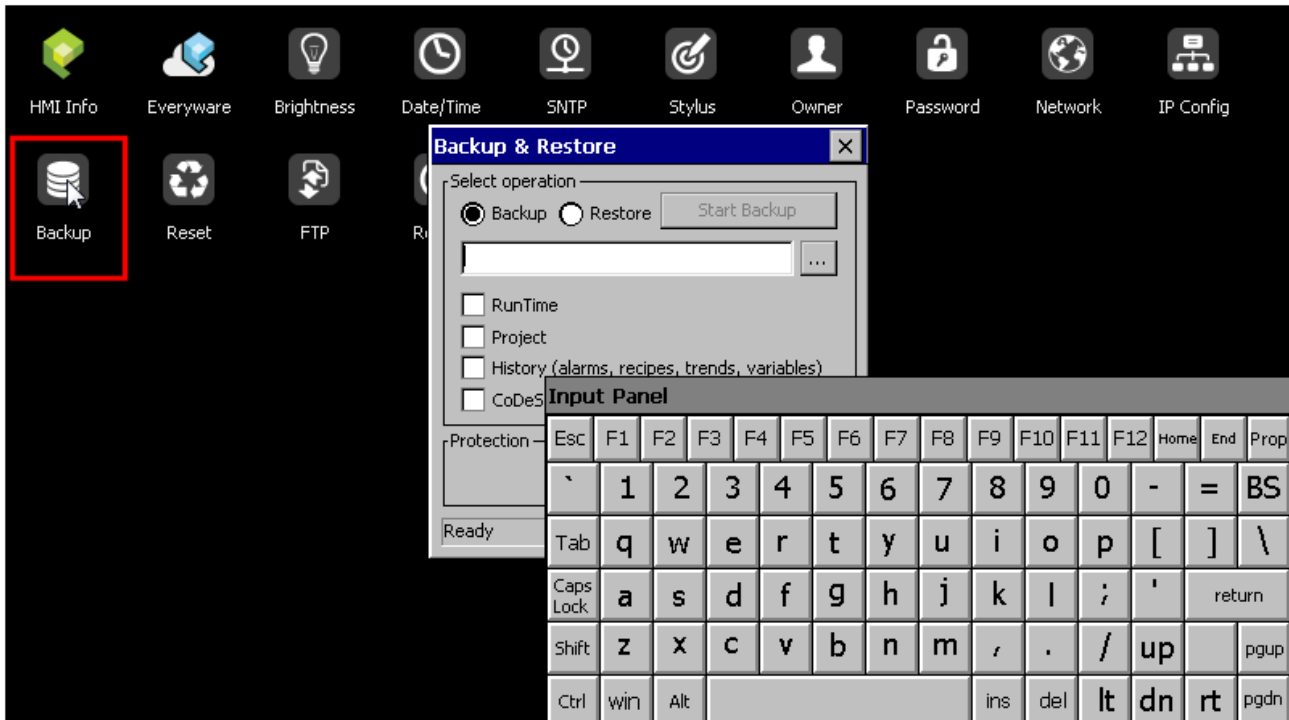 HMI Info Everyware Brightness Date/Time SNTP Stylus Owner Password Network IP Config
Backup Reset FTP
Backup & Restore
Select operation
Backup Restore Start Backup
...
RunTime
Project
History (alarms, recipes, trends, variables)
CoDeS
Protection
Ready
Input Panel
Esc F1 F2 F3 F4 F5 F6 F7 F8 F9 F10 F11 F12 Home End Prop
` 1 2 3 4 5 6 7 8 9 0 - = BS
Tab q w e r t y u i o p [ ] \
Caps Lock a s d f g h j k l ; ' return
Shift z x c v b n m , . / up pgup
Ctrl win Alt ins del lt dn rt pgdn